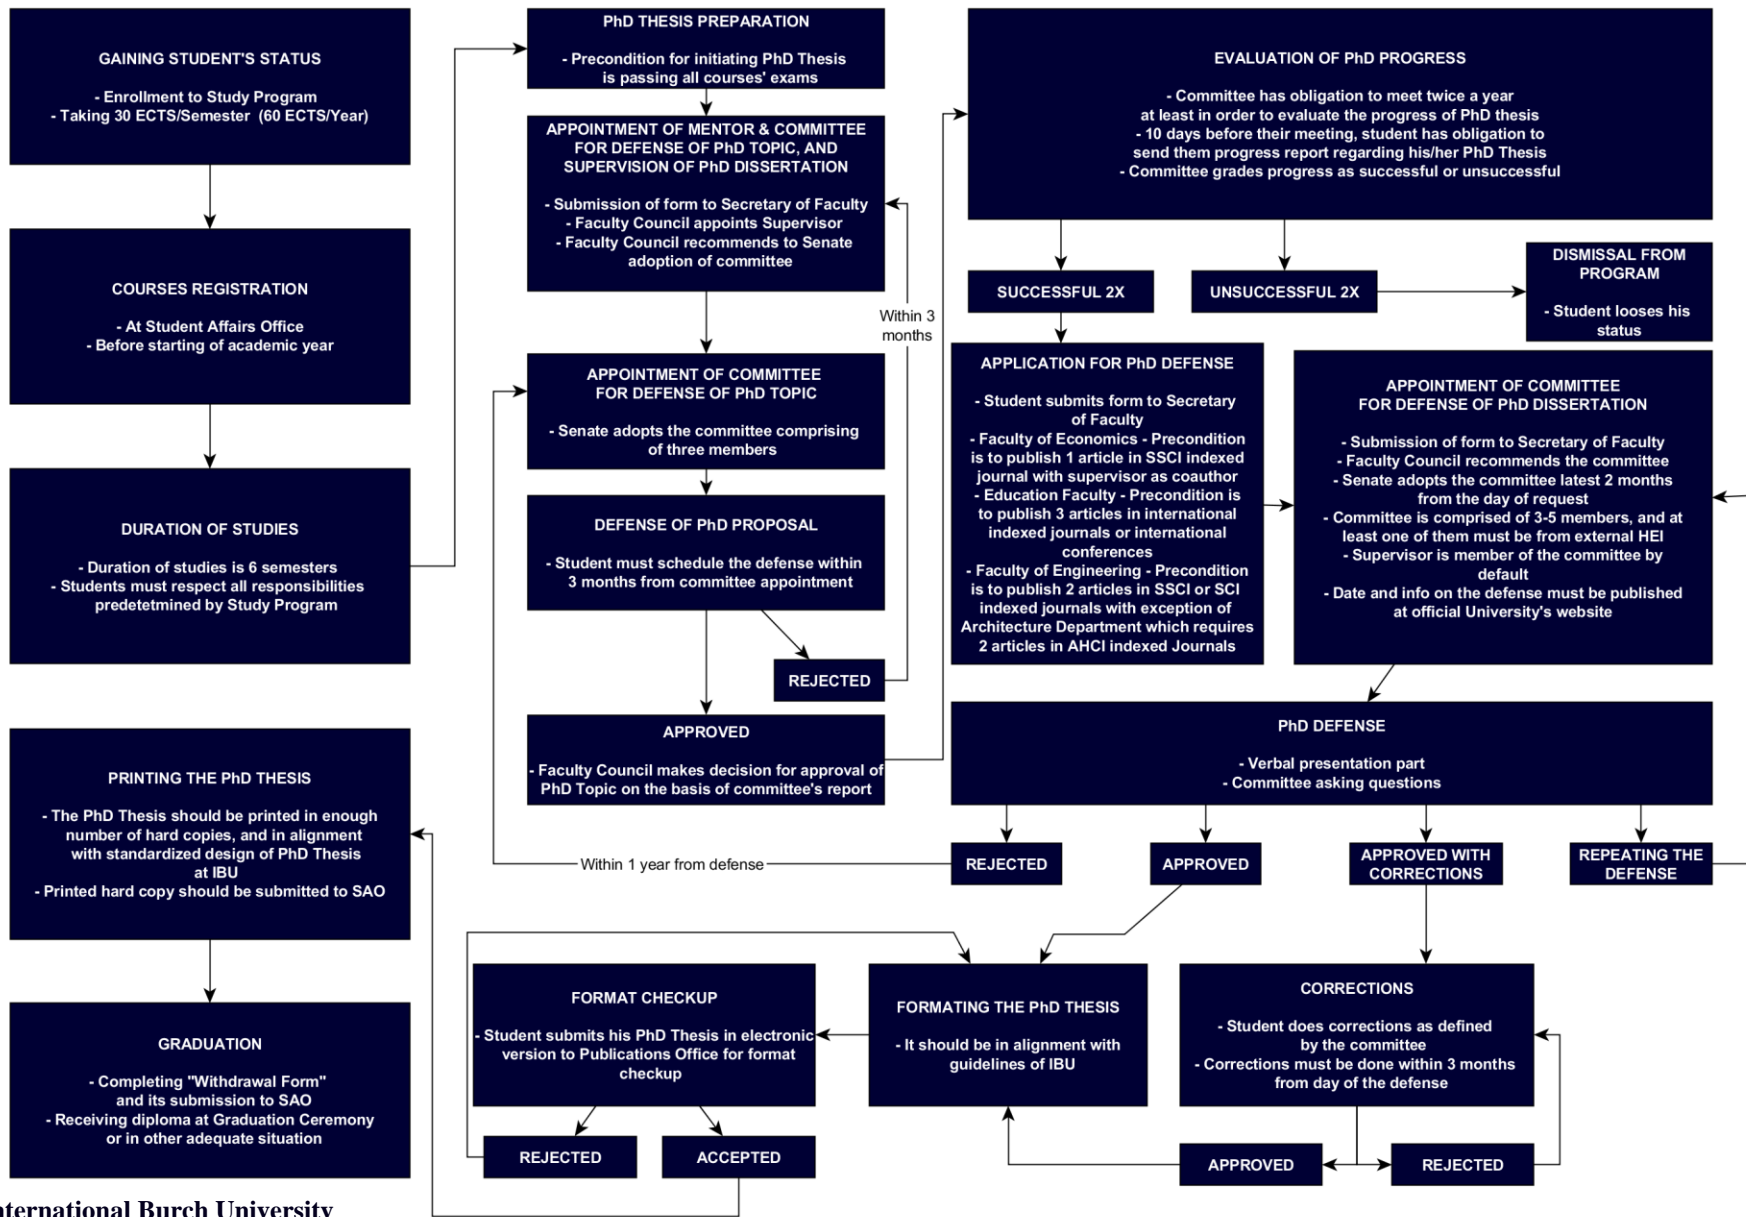 GAINING STUDENT'S STATUS
- Enrollment to Study Program
- Taking 30 ECTS/Semester (60 ECTS/Year)
COURSES REGISTRATION
- At Student Affairs Office
- Before starting of academic year
DURATION OF STUDIES
- Duration of studies is 6 semesters
- Students must respect all responsibilities
predetetmined by Study Program
PhD THESIS PREPARATION
- Precondition for initiating PhD Thesis
is passing all courses' exams
APPOINTMENT OF MENTOR & COMMITTEE
FOR DEFENSE OF PhD TOPIC, AND
SUPERVISION OF PhD DISSERTATION
- Submission of form to Secretary of Faculty
- Faculty Council appoints Supervisor
- Faculty Council recommends to Senate
adoption of committee
Within 3
months
APPOINTMENT OF COMMITTEE
FOR DEFENSE OF PhD TOPIC
- Senate adopts the committee comprising
of three members
DEFENSE OF PhD PROPOSAL
- Student must schedule the defense within
3 months from committee appointment
REJECTED
APPROVED
- Faculty Council makes decision for approval of
PhD Topic on the basis of committee's report
EVALUATION OF PhD PROGRESS
- Committee has obligation to meet twice a year
at least in order to evaluate the progress of PhD thesis
- 10 days before their meeting, student has obligation to
send them progress report regarding his/her PhD Thesis
- Committee grades progress as successful or unsuccessful
SUCCESSFUL 2X
UNSUCCESSFUL 2X
DISMISSAL FROM
PROGRAM
- Student looses his
status
APPLICATION FOR PhD DEFENSE
- Student submits form to Secretary
of Faculty
- Faculty of Economics - Precondition
is to publish 1 article in SSCI indexed
journal with supervisor as coauthor
- Education Faculty - Precondition is
to publish 3 articles in international
indexed journals or international
conferences
- Faculty of Engineering - Precondition
is to publish 2 articles in SSCI or SCI
indexed journals with exception of
Architecture Department which requires
2 articles in AHCI indexed Journals
APPOINTMENT OF COMMITTEE
FOR DEFENSE OF PhD DISSERTATION
- Submission of form to Secretary of Faculty
- Faculty Council recommends the committee
- Senate adopts the committee latest 2 months
from the day of request
- Committee is comprised of 3-5 members, and at
least one of them must be from external HEI
- Supervisor is member of the committee by
default
- Date and info on the defense must be published
at official University's website
PhD DEFENSE
- Verbal presentation part
- Committee asking questions
Within 1 year from defense
REJECTED
APPROVED
APPROVED WITH
CORRECTIONS
REPEATING THE
DEFENSE
CORRECTIONS
- Student does corrections as defined
by the committee
- Corrections must be done within 3 months
from day of the defense
APPROVED
REJECTED
FORMATING THE PhD THESIS
- It should be in alignment with
guidelines of IBU
FORMAT CHECKUP
- Student submits his PhD Thesis in electronic
version to Publications Office for format
checkup
REJECTED
ACCEPTED
PRINTING THE PhD THESIS
- The PhD Thesis should be printed in enough
number of hard copies, and in alignment
with standardized design of PhD Thesis
at IBU
- Printed hard copy should be submitted to SAO
GRADUATION
- Completing "Withdrawal Form"
and its submission to SAO
- Receiving diploma at Graduation Ceremony
or in other adequate situation
nternational Burch University